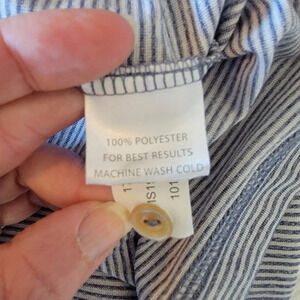 100% POLYESTER
FOR BEST RESULTS
MACHINE WASH COLD